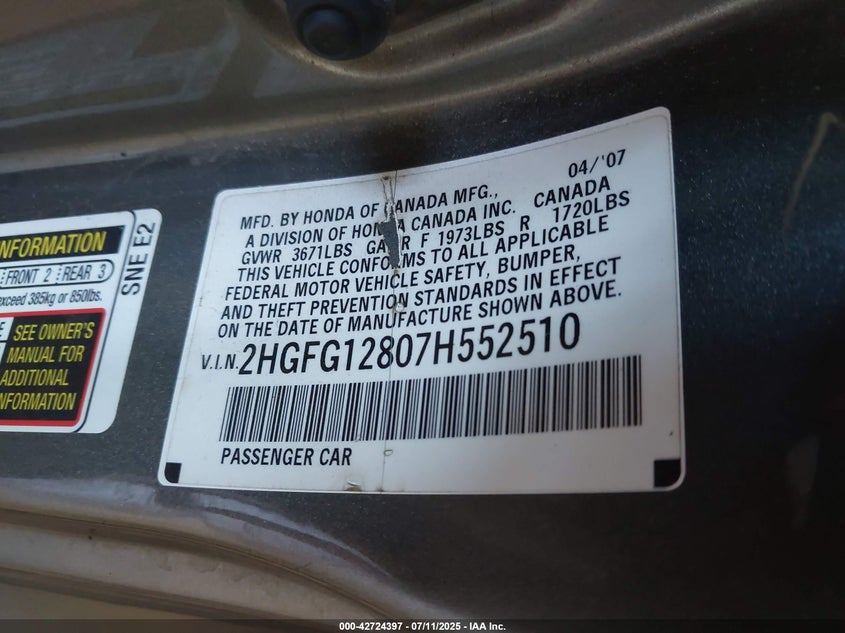 04/'07
MFD. BY HONDA OF CANADA MFG.,
A DIVISION OF HONDA CANADA INC. CANADA
GVWR 3671LBS GAWR F 1973LBS R 1720LBS
THIS VEHICLE CONFORMS TO ALL APPLICABLE
FEDERAL MOTOR VEHICLE SAFETY, BUMPER,
AND THEFT PREVENTION STANDARDS IN EFFECT
ON THE DATE OF MANUFACTURE SHOWN ABOVE.
V.I.N. 2HGFG12807H552510
PASSENGER CAR
SNE E2
NFORMATION
FRONT 2 REAR 3
exceed 385kg or 850lbs.
SEE OWNER'S
MANUAL FOR
ADDITIONAL
NFORMATION
000-42724397 - 07/11/2025 - IAA Inc.